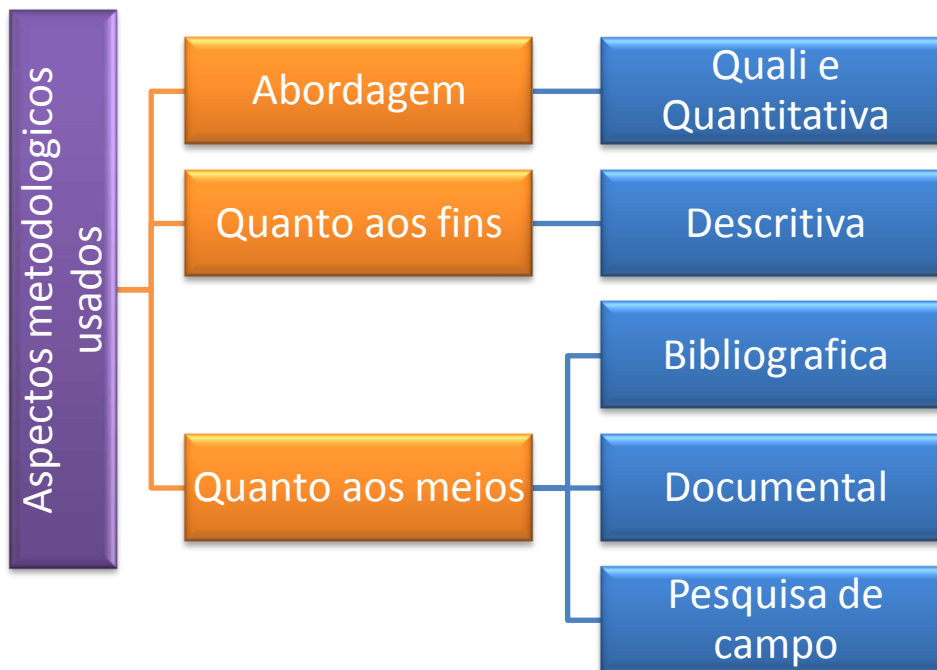 Aspectos metodologicos
usados
Abordagem
Quali e
Quantitativa
Quanto aos fins
Descritiva
Quanto aos meios
Bibliografica
Documental
Pesquisa de
campo